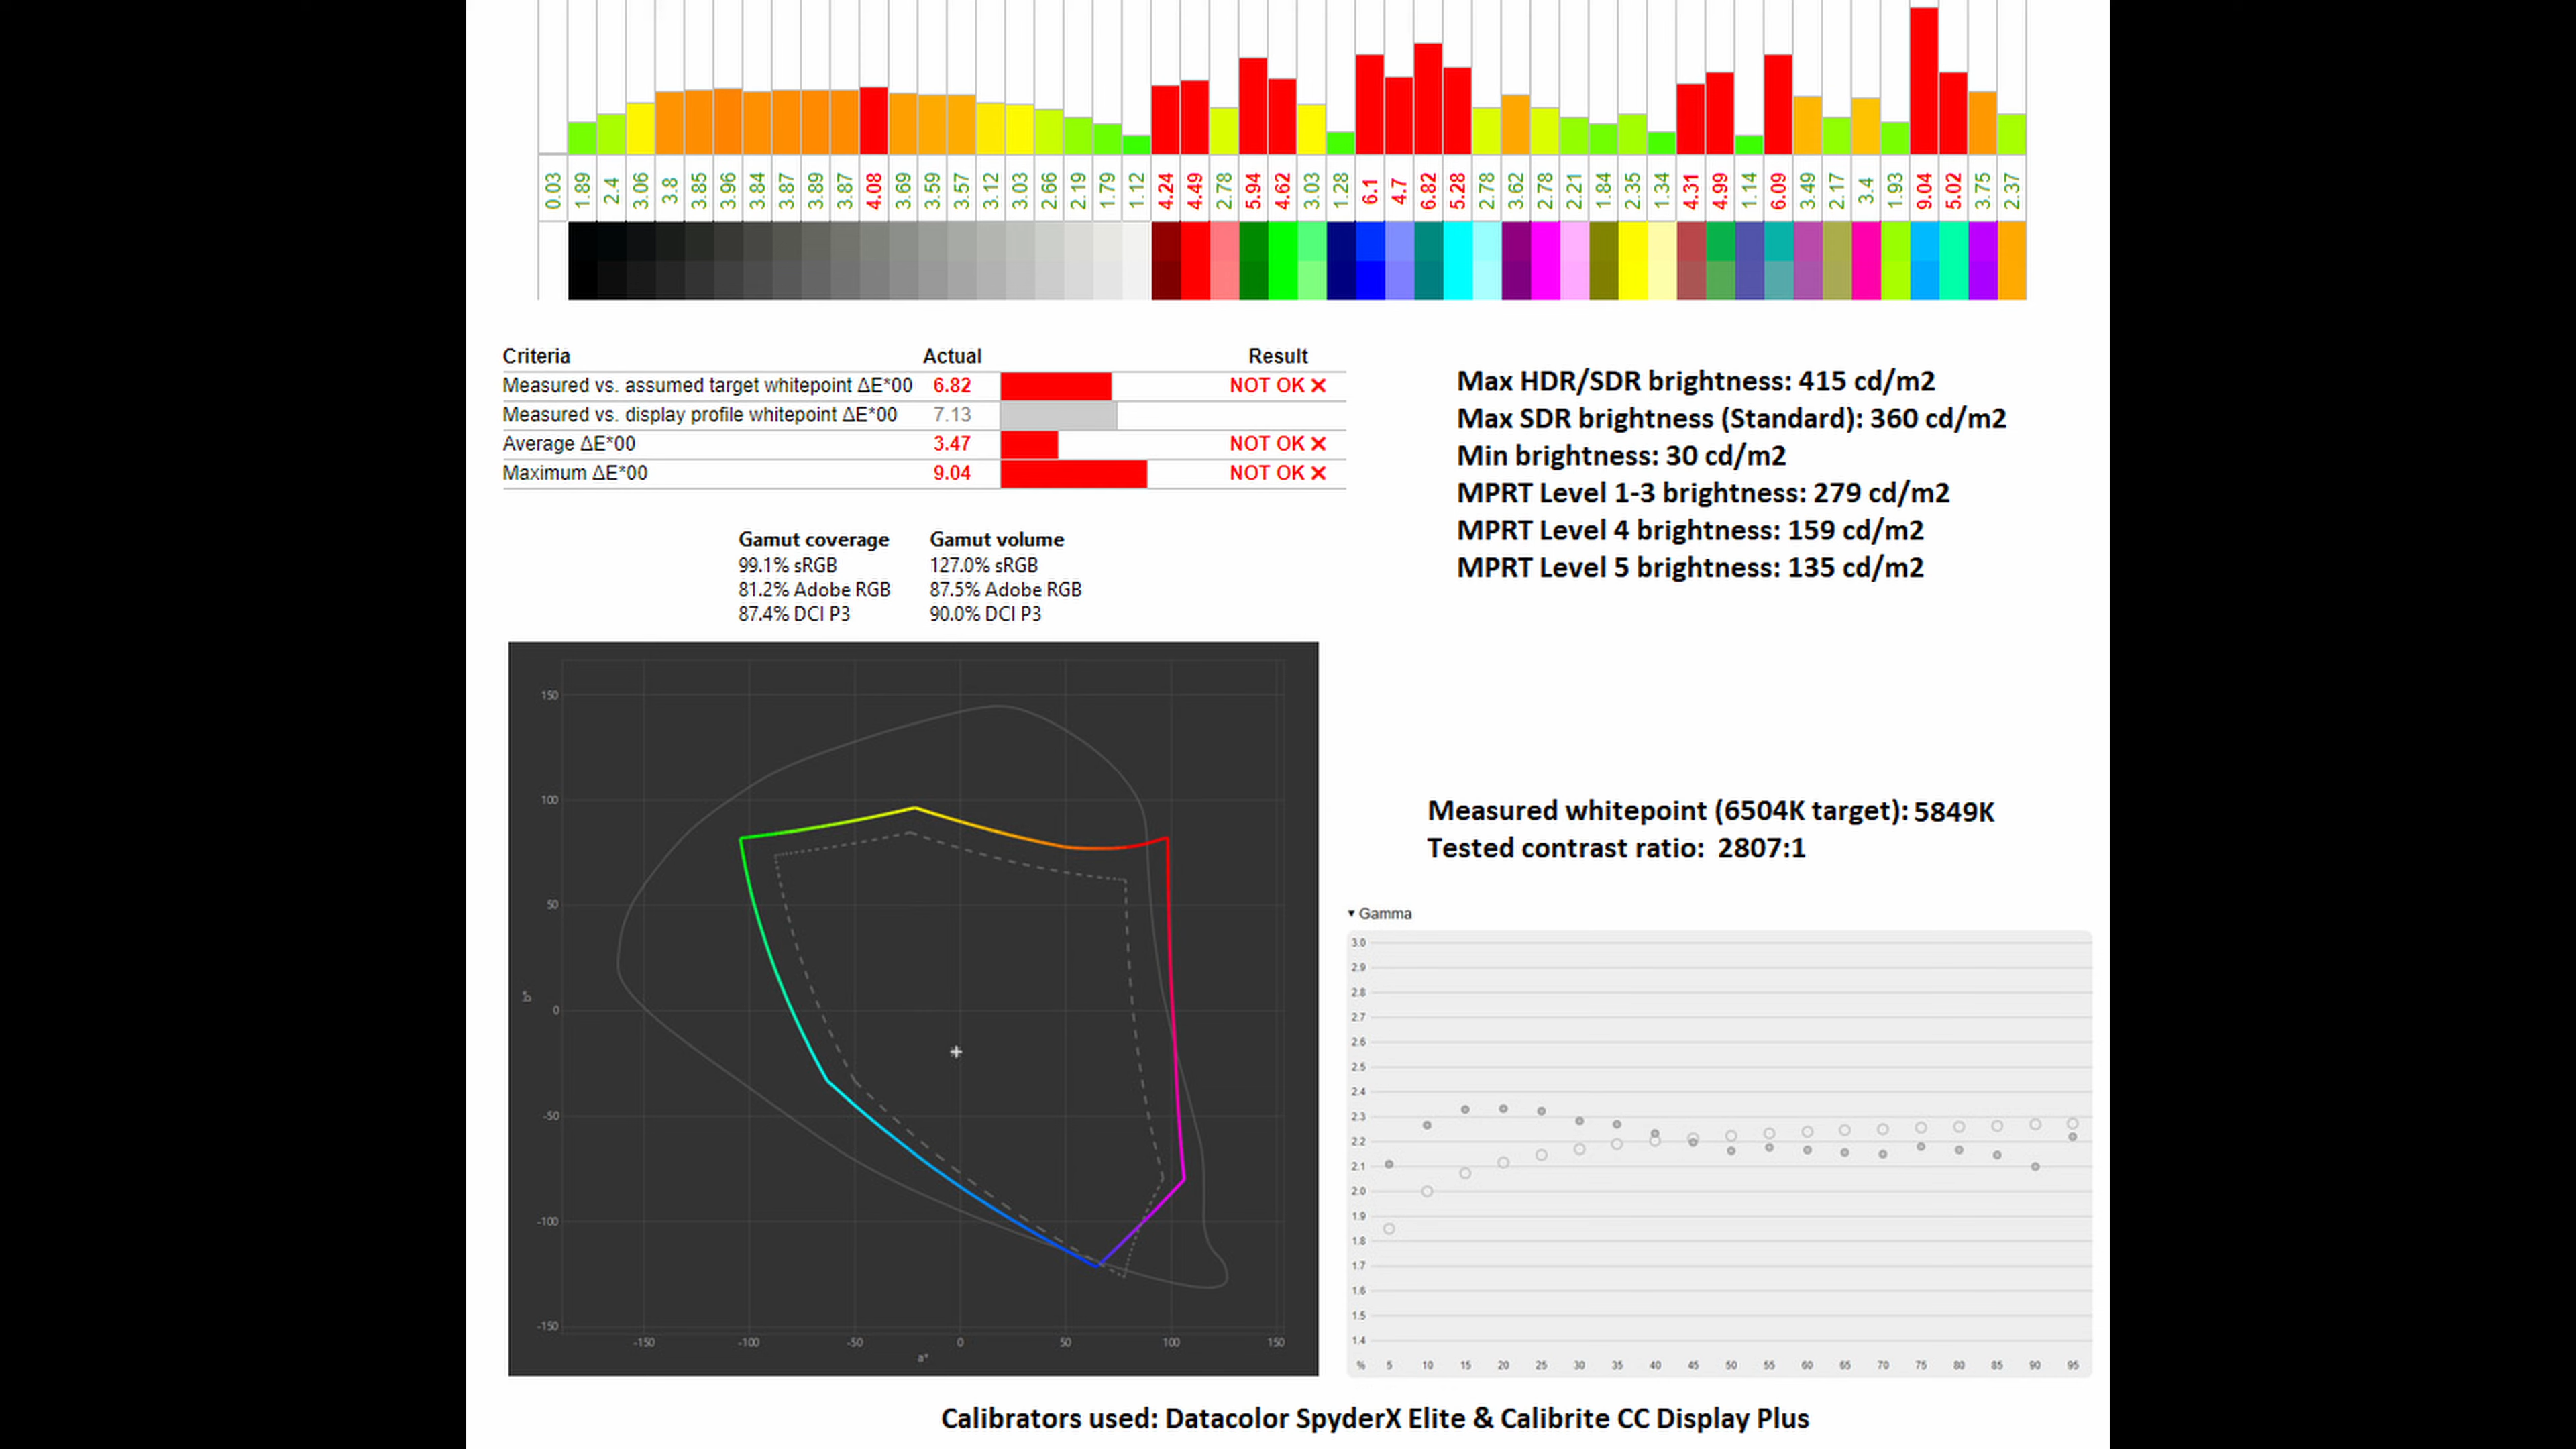 0.03 1.89 2.4 3.06 3.8 3.85 3.96 3.84 3.87 3.89 3.87 4.08 3.69 3.59 3.57 3.12 3.03 2.66 2.19 1.79 1.12 4.24 4.49 2.78 5.94 4.62 3.03 1.28 6.1 4.7 6.82 5.28 2.78 3.62 2.78 2.21 1.84 2.35 1.34 4.31 4.99 1.14 6.09 3.49 2.17 3.4 1.93 9.04 5.02 3.75 2.37
Criteria Actual Result
Measured vs. assumed target whitepoint ΔE*00 6.82 NOT OK ✕
Measured vs. display profile whitepoint ΔE*00 7.13
Average ΔE*00 3.47 NOT OK ✕
Maximum ΔE*00 9.04 NOT OK ✕
Max HDR/SDR brightness: 415 cd/m2
Max SDR brightness (Standard): 360 cd/m2
Min brightness: 30 cd/m2
MPRT Level 1-3 brightness: 279 cd/m2
MPRT Level 4 brightness: 159 cd/m2
MPRT Level 5 brightness: 135 cd/m2
Gamut coverage Gamut volume
99.1% sRGB 127.0% sRGB
81.2% Adobe RGB 87.5% Adobe RGB
87.4% DCI P3 90.0% DCI P3
150
100
50
0
-50
-100
-150
b*
-150 -100 -50 0 50 100 150
a*
Measured whitepoint (6504K target): 5849K
Tested contrast ratio: 2807:1
▼ Gamma
3.0
2.9
2.8
2.7
2.6
2.5
2.4
2.3
2.2
2.1
2.0
1.9
1.8
1.7
1.6
1.5
1.4
% 5 10 15 20 25 30 35 40 45 50 55 60 65 70 75 80 85 90 95
Calibrators used: Datacolor SpyderX Elite & Calibrite CC Display Plus